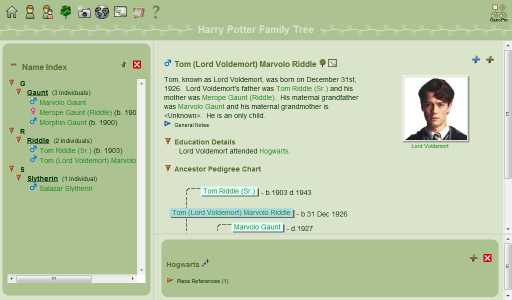 Harry Potter Family Tree
GenoPro
Name Index
G
Gaunt (3 Individuals)
Marvolo Gaunt
Merope Gaunt (Riddle) (b. 190
Morphin Gaunt (b. 1900)
R
Riddle (2 Individuals)
Tom Riddle (Sr.) (b. 1903)
Tom (Lord Voldemort) Marvolo
S
Slytherin (1 Individual)
Salazar Slytherin
Tom (Lord Voldemort) Marvolo Riddle
Tom, known as Lord Voldemort, was born on December 31st,
1926. Lord Voldemort's father was Tom Riddle (Sr.) and his
mother was Merope Gaunt (Riddle). His maternal grandfather
was Marvolo Gaunt and his maternal grandmother is
<Unknown>. He is an only child.
General Notes
Lord Voldemort
Education Details
Lord Voldemort attended Hogwarts.
Ancestor Pedigree Chart
Tom Riddle (Sr.) - b.1903 d.1943
Tom (Lord Voldemort) Marvolo Riddle - b 31 Dec 1926
Marvolo Gaunt - d.1927
Hogwarts
Place References (1)